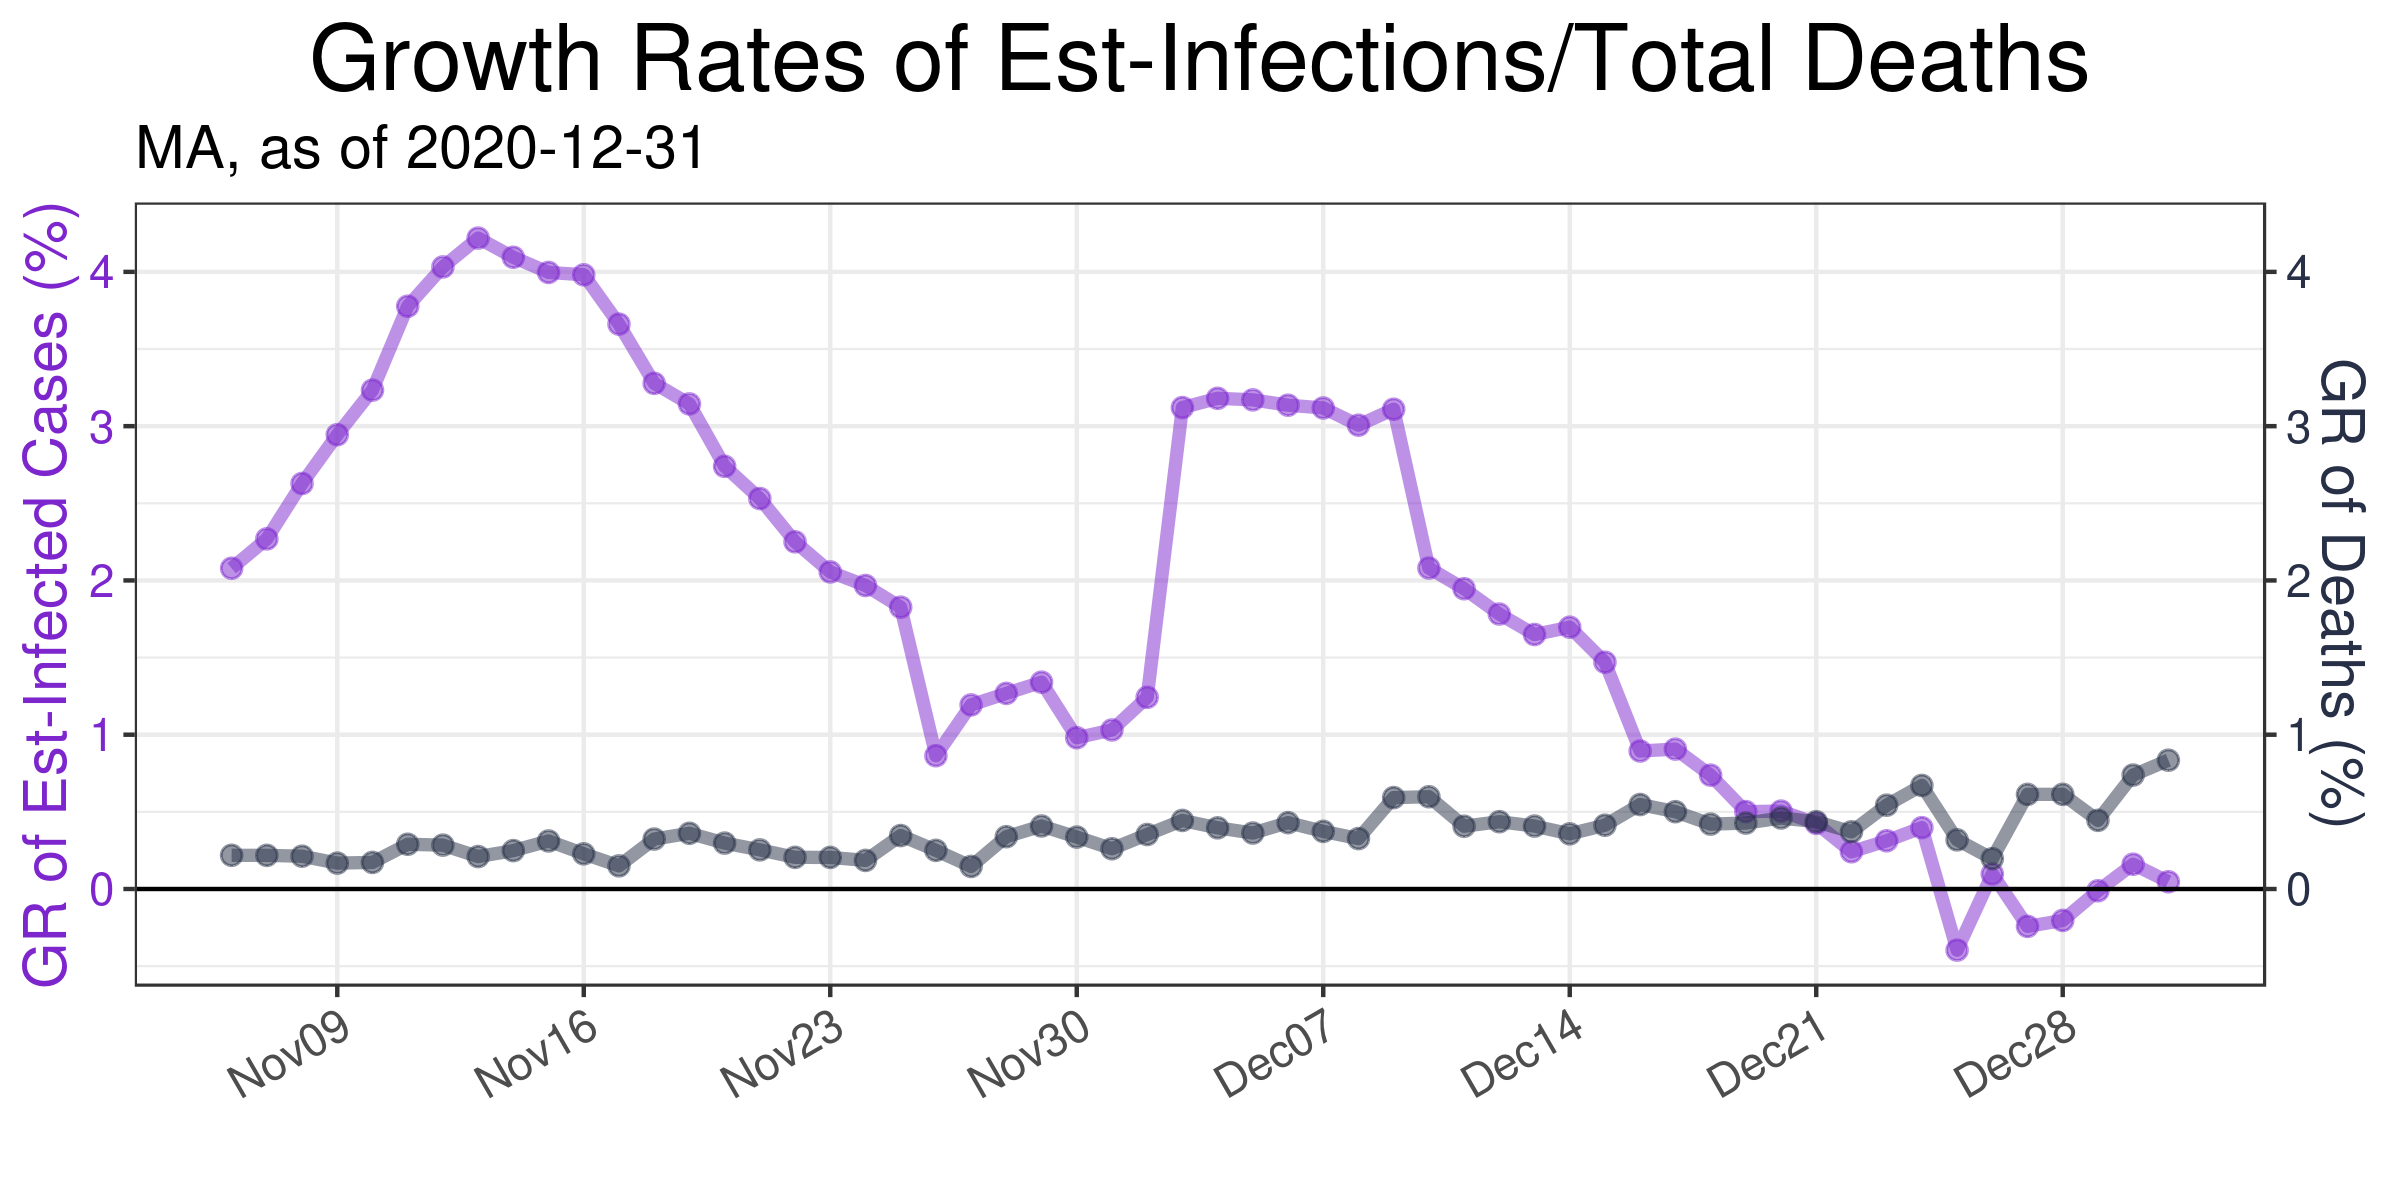 Growth Rates of Est-Infections/Total Deaths
MA, as of 2020-12-31
GR of Est-Infected Cases (%)
4
3
2
1
0
4
3
2
1
0
GR of Deaths (%)
Nov09
Nov16
Nov23
Nov30
Dec07
Dec14
Dec21
Dec28